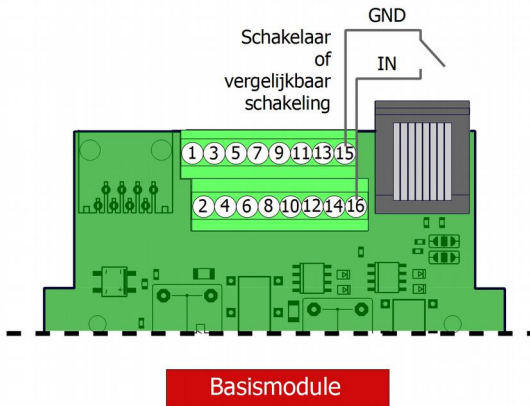 GND
Schakelaar
of
vergelijkbaar
schakeling
IN
1 3 5 7 9 11 13 15
2 4 6 8 10 12 14 16
Basismodule